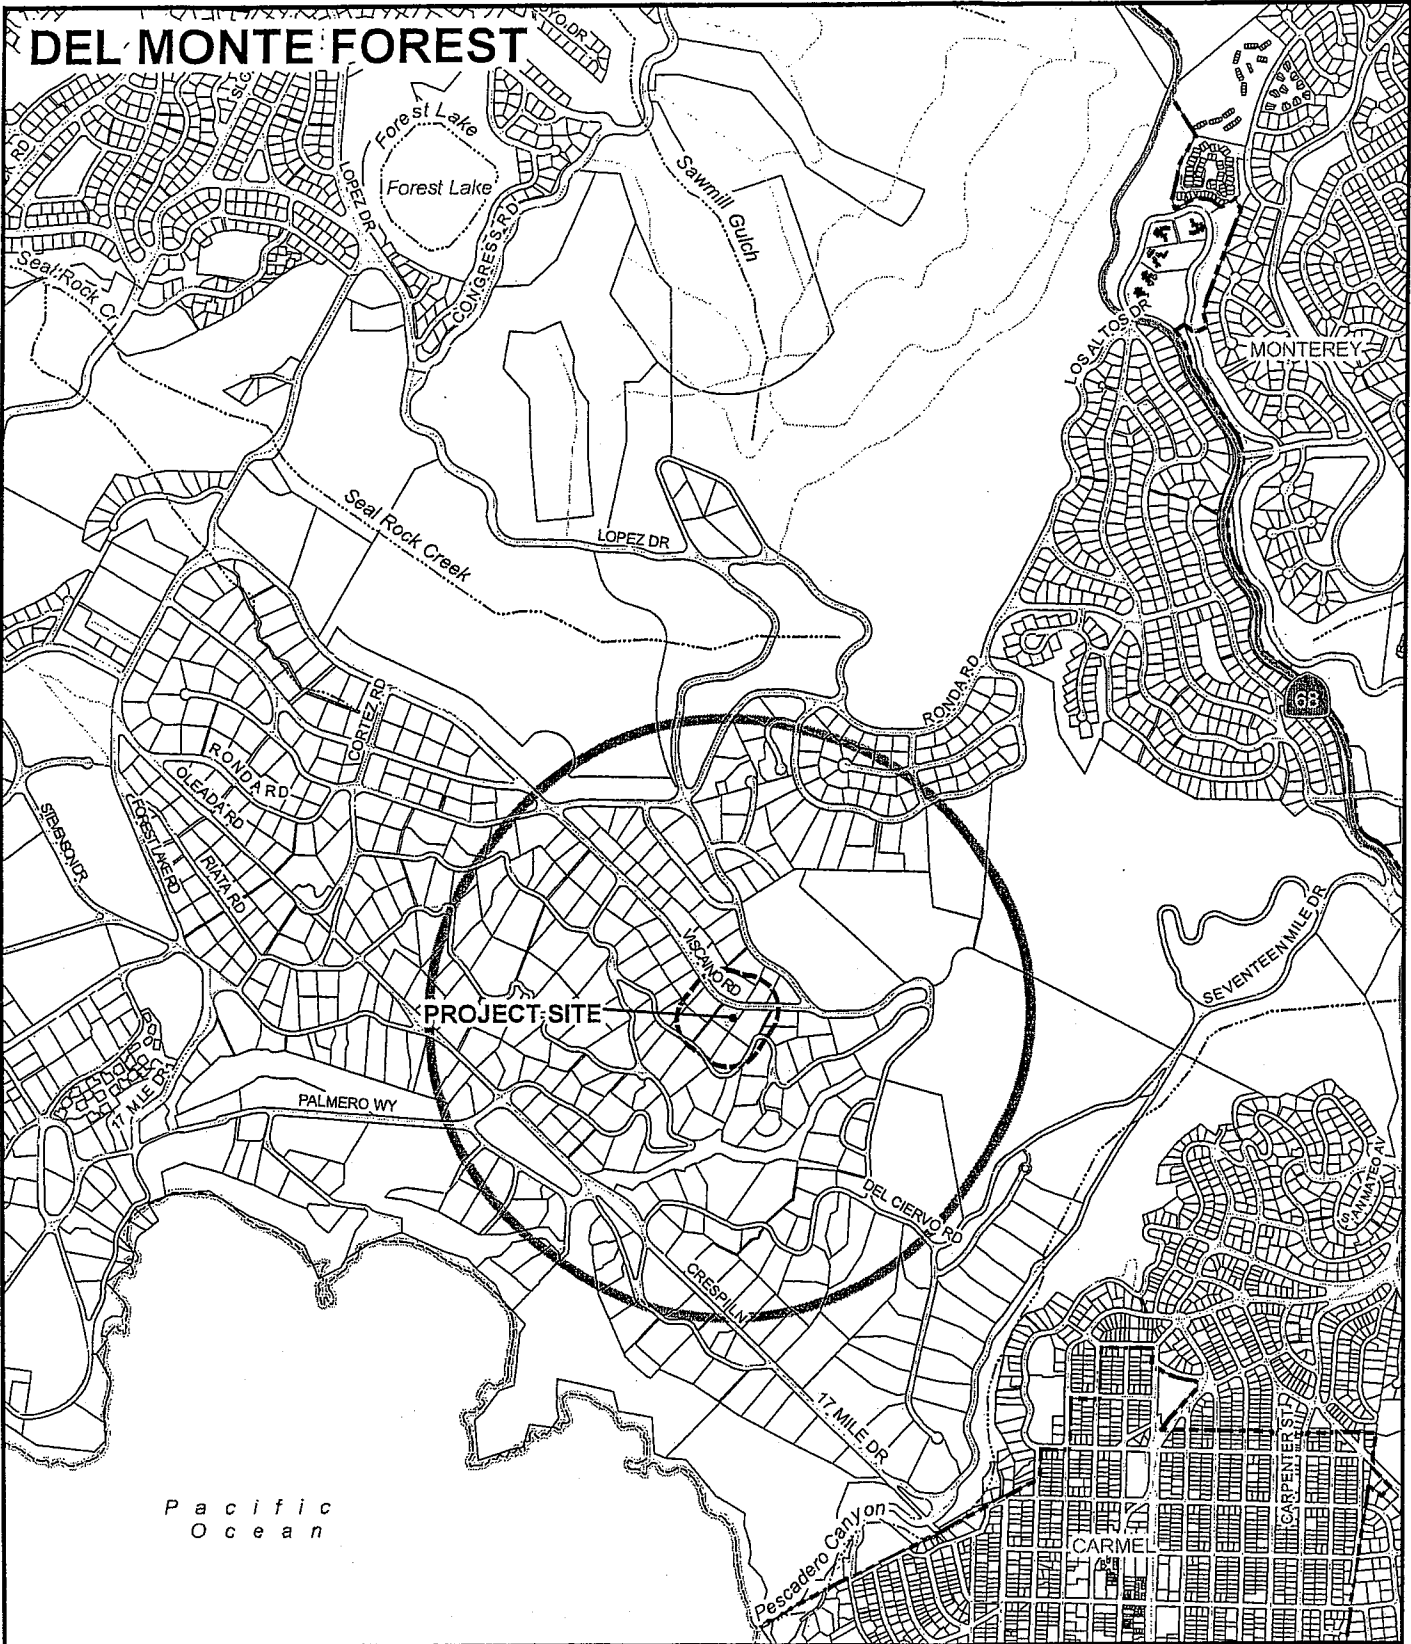 DEL MONTE FOREST
Forest Lake
Forest Lake
LOPEZ DR
CONGRESS RD
Sawmill Gulch
Seal Rock Cr
RD
LOS ALTOS DR
MONTEREY
Seal Rock Creek
LOPEZ DR
68
RONDA RD
CORTEZ RD
RONDA RD
OLEADA RD
STEVENSON DR
FOREST LAKE RD
RIATA RD
VISCAINO RD
SEVENTEEN MILE DR
PROJECT SITE
17 MILE DR
PALMERO WY
SAN MATEO AV
DEL CIERVO RD
CRESPI LN
17 MILE DR
CARPENTER ST
Pacific
Ocean
Pescadero Canyon
CARMEL